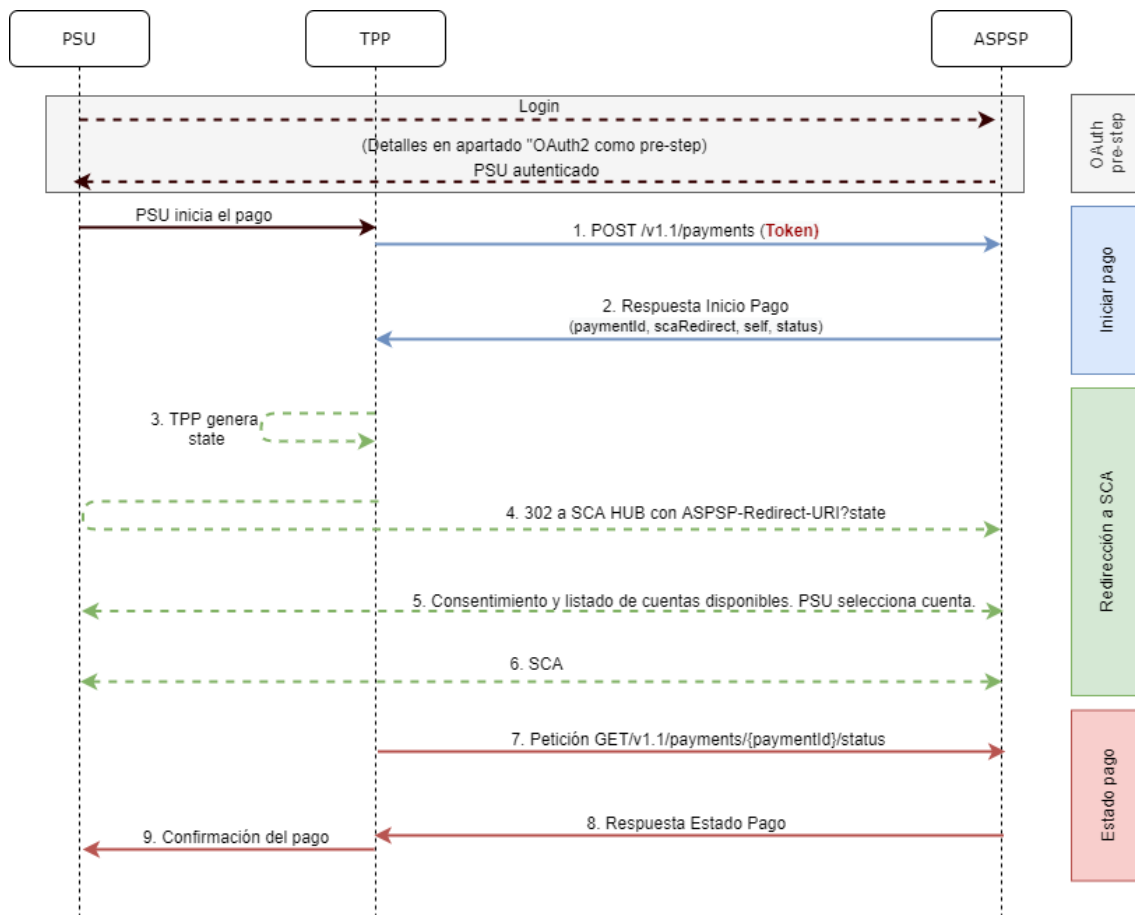 PSU
TPP
ASPSP
Login
(Detalles en apartado "OAuth2 como pre-step)
PSU autenticado
OAuth
pre-step
PSU inicia el pago
1. POST /v1.1/payments (Token)
2. Respuesta Inicio Pago
(paymentId, scaRedirect, self, status)
Iniciar pago
3. TPP genera
state
4. 302 a SCA HUB con ASPSP-Redirect-URI?state
5. Consentimiento y listado de cuentas disponibles. PSU selecciona cuenta.
6. SCA
Redirección a SCA
7. Petición GET/v1.1/payments/{paymentId}/status
8. Respuesta Estado Pago
9. Confirmación del pago
Estado pago